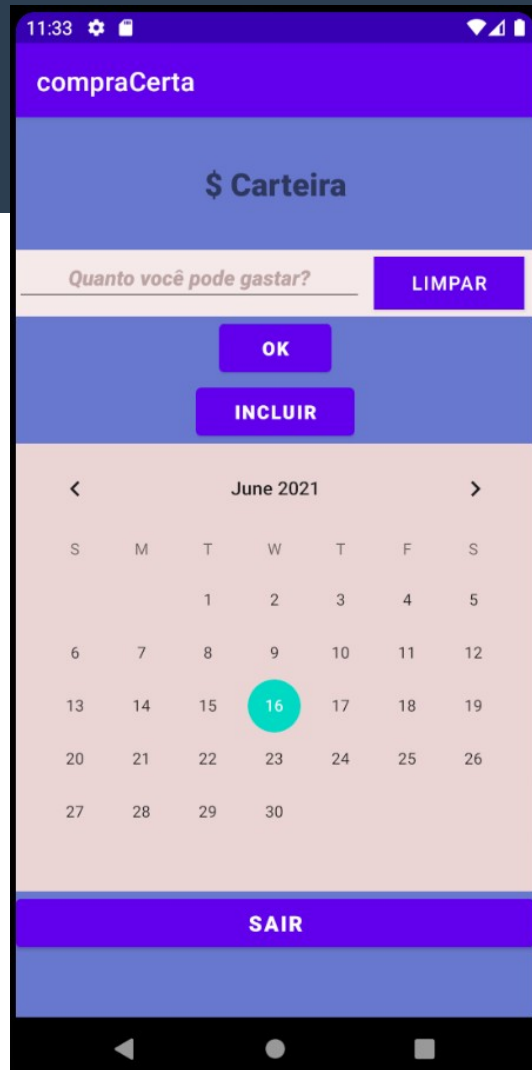 11:33
compraCerta
$ Carteira
Quanto você pode gastar? LIMPAR
OK
INCLUIR
June 2021
S M T W T F S
1 2 3 4 5
6 7 8 9 10 11 12
13 14 15 16 17 18 19
20 21 22 23 24 25 26
27 28 29 30
SAIR